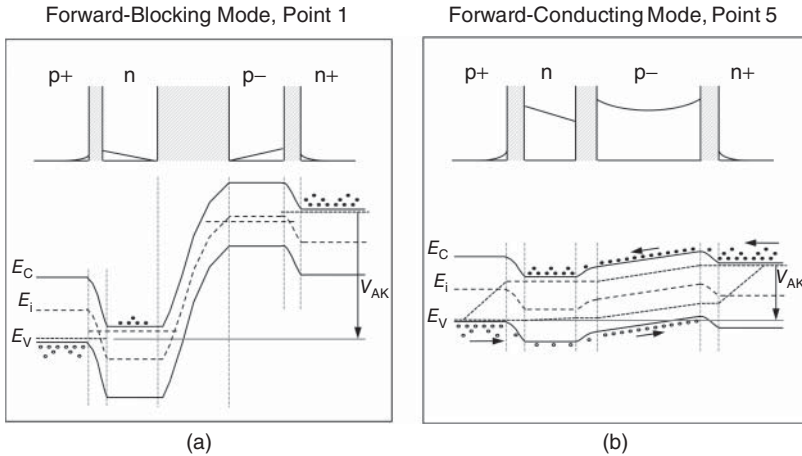 Forward-Blocking Mode, Point 1
p+ n p− n+
E_C
E_i
E_V
V_AK
(a)
Forward-Conducting Mode, Point 5
p+ n p− n+
E_C
E_i
E_V
V_AK
(b)